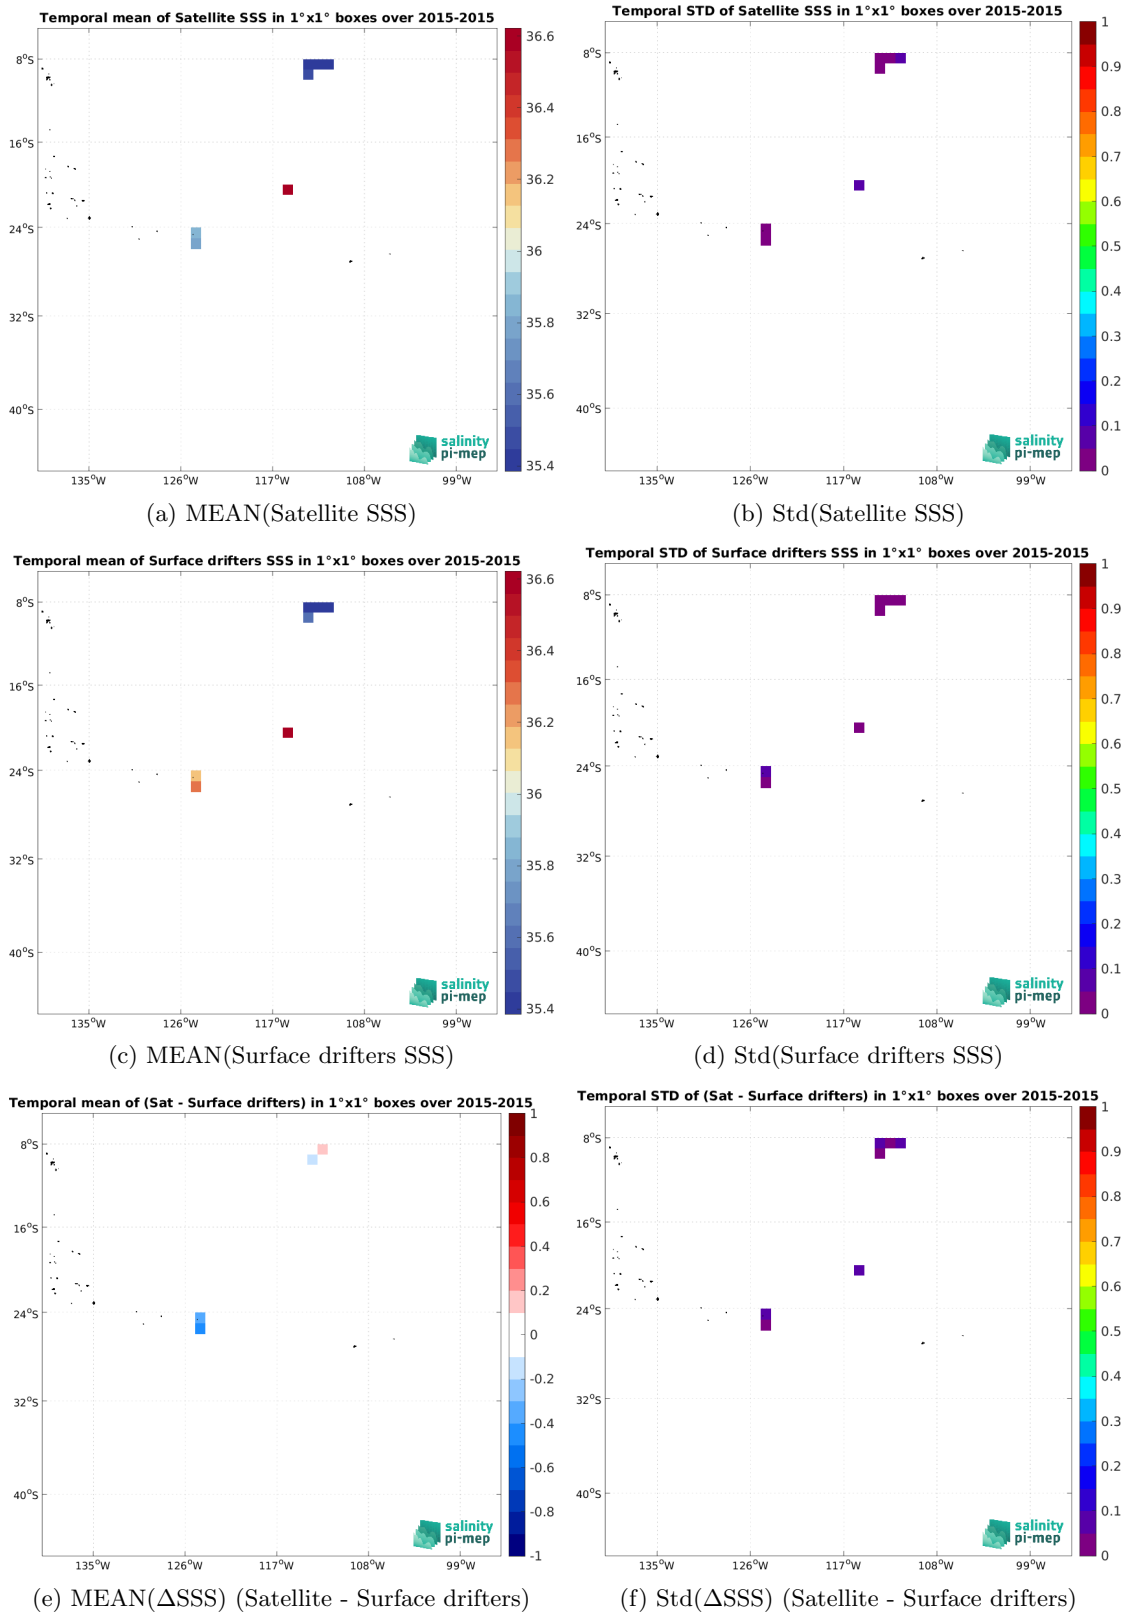 Temporal mean of Satellite SSS in 1°x1° boxes over 2015-2015
8°S
16°S
24°S
32°S
40°S
135°W 126°W 117°W 108°W 99°W
36.6
36.4
36.2
36
35.8
35.6
35.4
salinity
pi-mep
(a) MEAN(Satellite SSS)
Temporal STD of Satellite SSS in 1°x1° boxes over 2015-2015
8°S
16°S
24°S
32°S
40°S
135°W 126°W 117°W 108°W 99°W
1
0.9
0.8
0.7
0.6
0.5
0.4
0.3
0.2
0.1
0
salinity
pi-mep
(b) Std(Satellite SSS)
Temporal mean of Surface drifters SSS in 1°x1° boxes over 2015-2015
8°S
16°S
24°S
32°S
40°S
135°W 126°W 117°W 108°W 99°W
36.6
36.4
36.2
36
35.8
35.6
35.4
salinity
pi-mep
(c) MEAN(Surface drifters SSS)
Temporal STD of Surface drifters SSS in 1°x1° boxes over 2015-2015
8°S
16°S
24°S
32°S
40°S
135°W 126°W 117°W 108°W 99°W
1
0.9
0.8
0.7
0.6
0.5
0.4
0.3
0.2
0.1
0
salinity
pi-mep
(d) Std(Surface drifters SSS)
Temporal mean of (Sat - Surface drifters) in 1°x1° boxes over 2015-2015
8°S
16°S
24°S
32°S
40°S
135°W 126°W 117°W 108°W 99°W
1
0.8
0.6
0.4
0.2
0
-0.2
-0.4
-0.6
-0.8
-1
salinity
pi-mep
(e) MEAN(ΔSSS) (Satellite - Surface drifters)
Temporal STD of (Sat - Surface drifters) in 1°x1° boxes over 2015-2015
8°S
16°S
24°S
32°S
40°S
135°W 126°W 117°W 108°W 99°W
1
0.9
0.8
0.7
0.6
0.5
0.4
0.3
0.2
0.1
0
salinity
pi-mep
(f) Std(ΔSSS) (Satellite - Surface drifters)